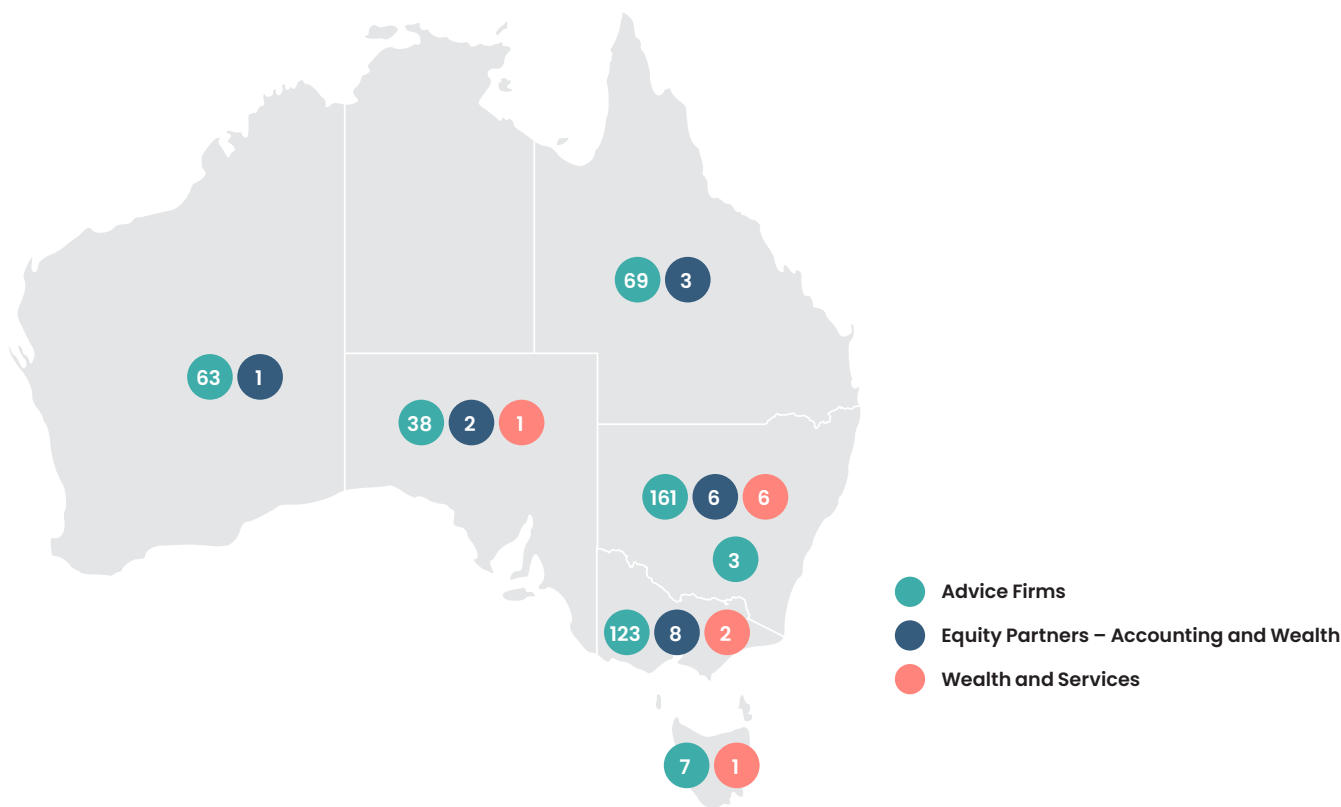 69 3
63 1
38 2 1
161 6 6
3
Advice Firms
123 8 2
Equity Partners – Accounting and Wealth
Wealth and Services
7 1